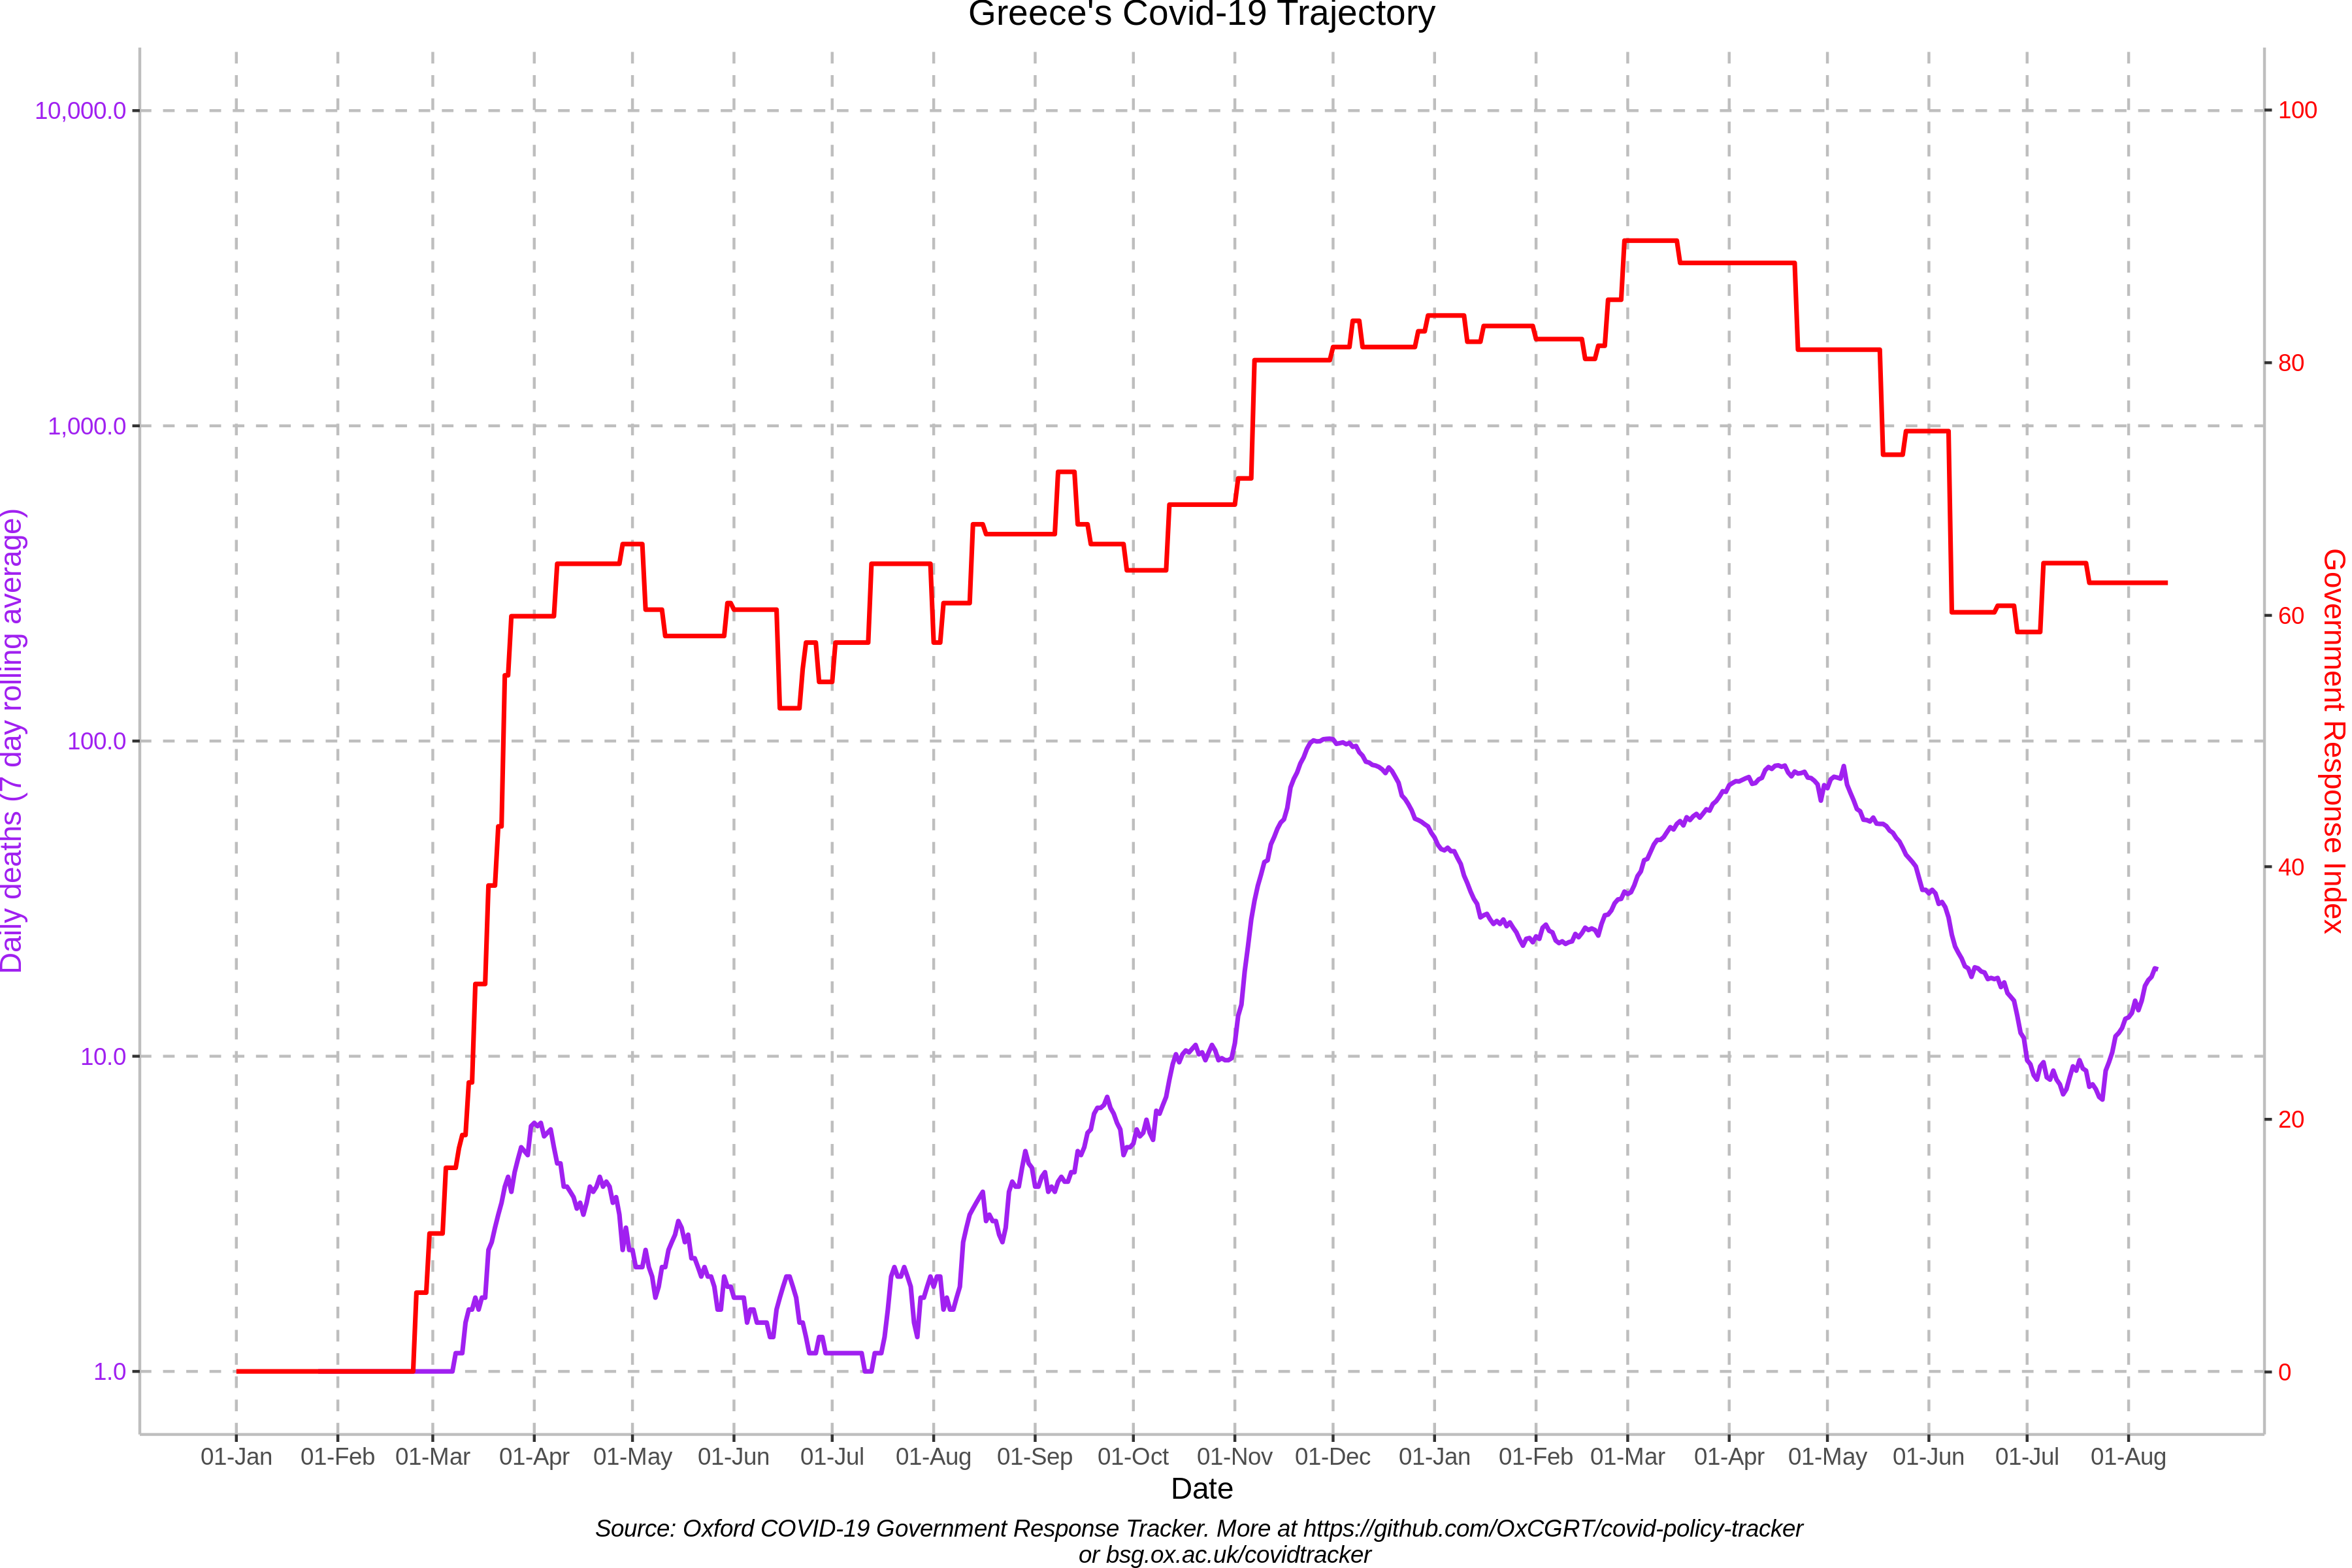 Greece's Covid-19 Trajectory
10,000.0
1,000.0
100.0
10.0
1.0
Daily deaths (7 day rolling average)
100
80
60
40
20
0
Government Response Index
01-Jan 01-Feb 01-Mar 01-Apr 01-May 01-Jun 01-Jul 01-Aug 01-Sep 01-Oct 01-Nov 01-Dec 01-Jan 01-Feb 01-Mar 01-Apr 01-May 01-Jun 01-Jul 01-Aug
Date
Source: Oxford COVID-19 Government Response Tracker. More at https://github.com/OxCGRT/covid-policy-tracker
or bsg.ox.ac.uk/covidtracker